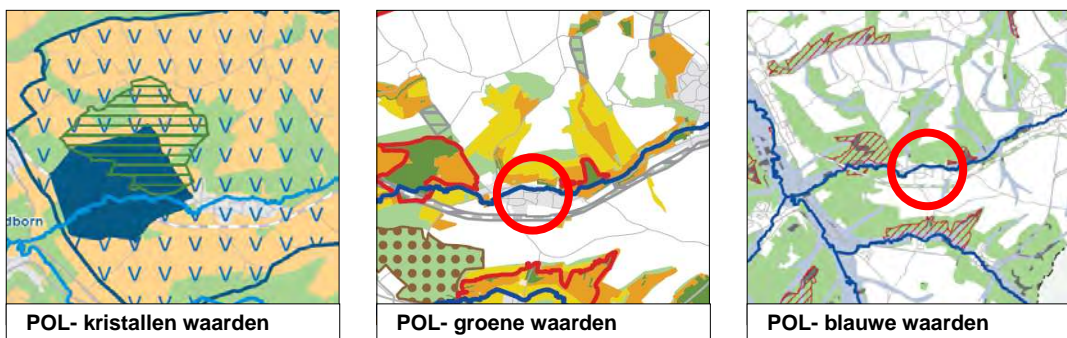 dborn
POL- kristallen waarden
POL- groene waarden
POL- blauwe waarden